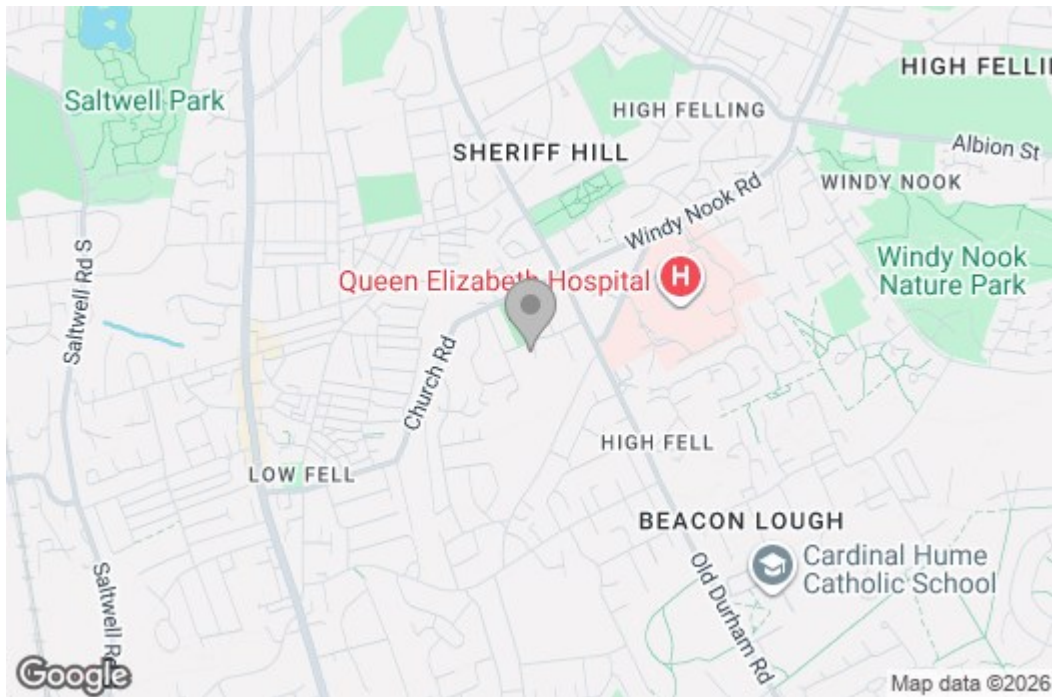 HIGH FELLI
Saltwell Park
HIGH FELLING
SHERIFF HILL
Albion St
WINDY NOOK
Windy Nook Rd
Windy Nook
Nature Park
Queen Elizabeth Hospital
H
Saltwell Rd S
Church Rd
HIGH FELL
LOW FELL
BEACON LOUGH
Cardinal Hume
Catholic School
Old Durham Rd
Saltwell Rd
Google
Map data ©2026